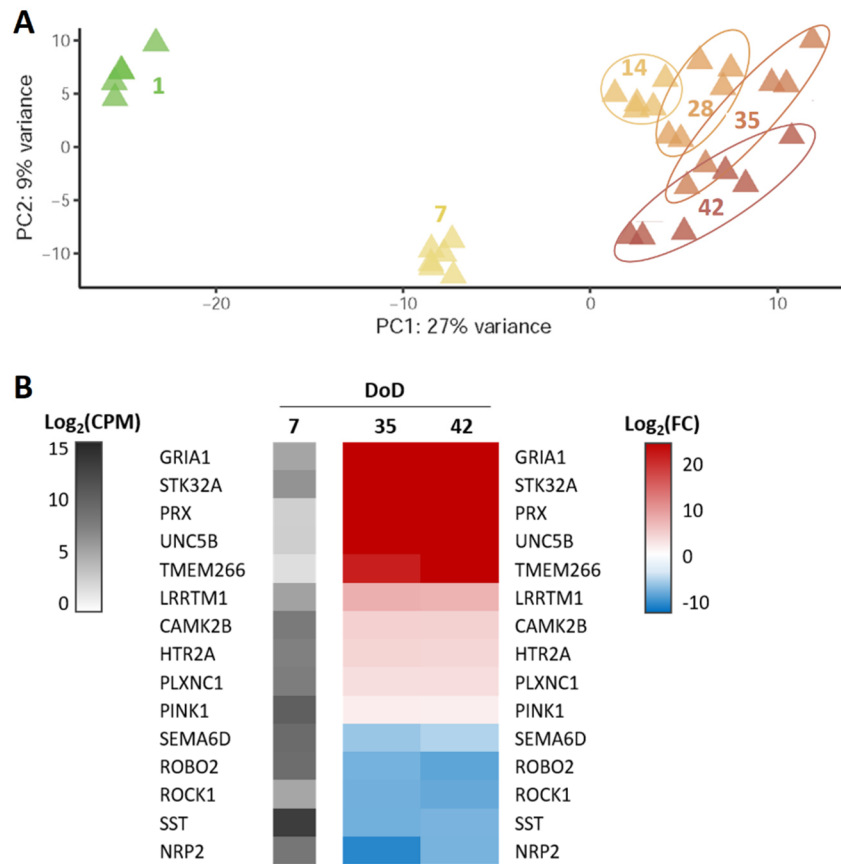 A
10
5
0
−5
−10
PC2: 9% variance
1
7
14
28
35
42
−20
−10
0
10
PC1: 27% variance
B
DoD
Log2(CPM)
7
35
42
Log2(FC)
15
10
5
0
20
10
0
-10
GRIA1
GRIA1
STK32A
STK32A
PRX
PRX
UNC5B
UNC5B
TMEM266
TMEM266
LRRTM1
LRRTM1
CAMK2B
CAMK2B
HTR2A
HTR2A
PLXNC1
PLXNC1
PINK1
PINK1
SEMA6D
SEMA6D
ROBO2
ROBO2
ROCK1
ROCK1
SST
SST
NRP2
NRP2